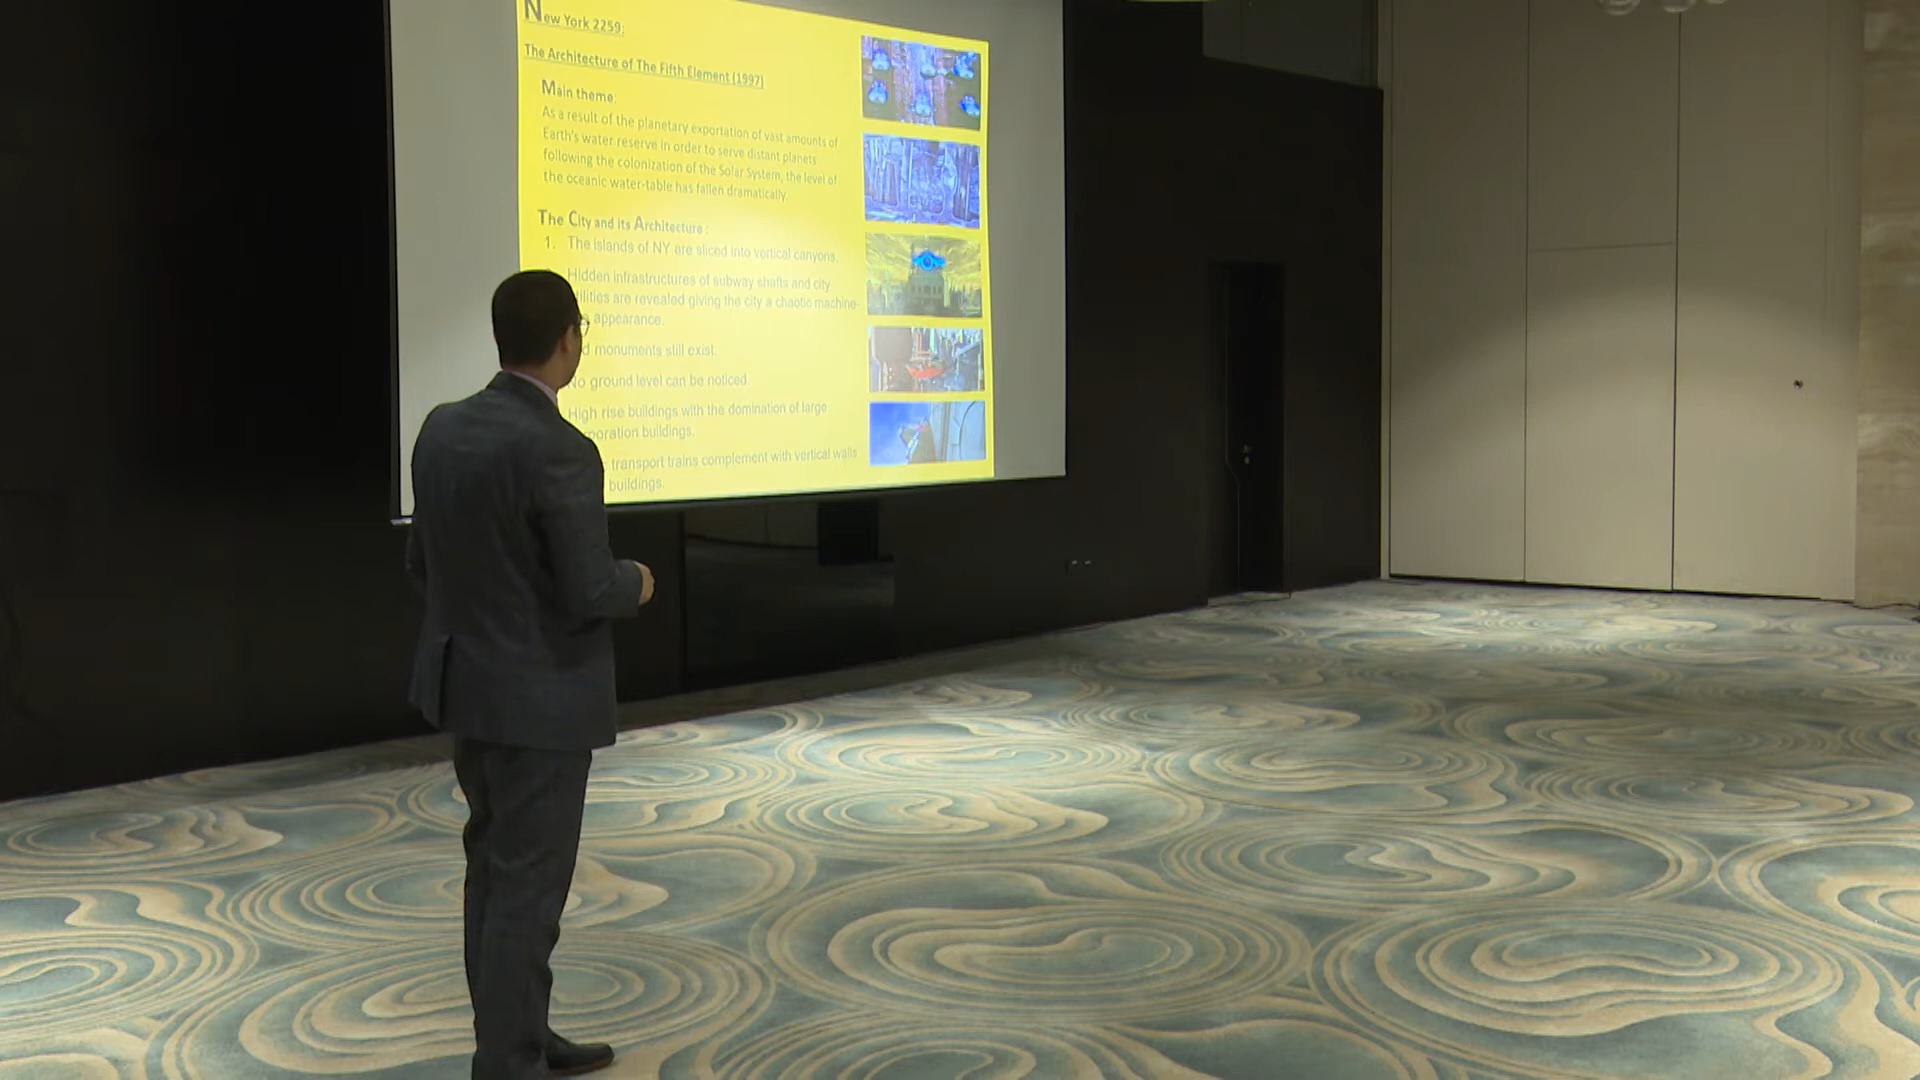 New York 2259:
The Architecture of The Fifth Element (1997)
Main theme:
As a result of the planetary exportation of vast amounts of
Earth's water reserve in order to serve distant planets
following the colonization of the Solar System, the level of
the oceanic water-table has fallen dramatically.
The City and its Architecture :
1. The islands of NY are sliced into vertical canyons.
Hidden infrastructures of subway shafts and city
are revealed giving the city a chaotic machine-
appearance.
monuments still exist.
No ground level can be noticed.
High rise buildings with the domination of large
buildings.
transport trains complement with vertical walls
buildings.